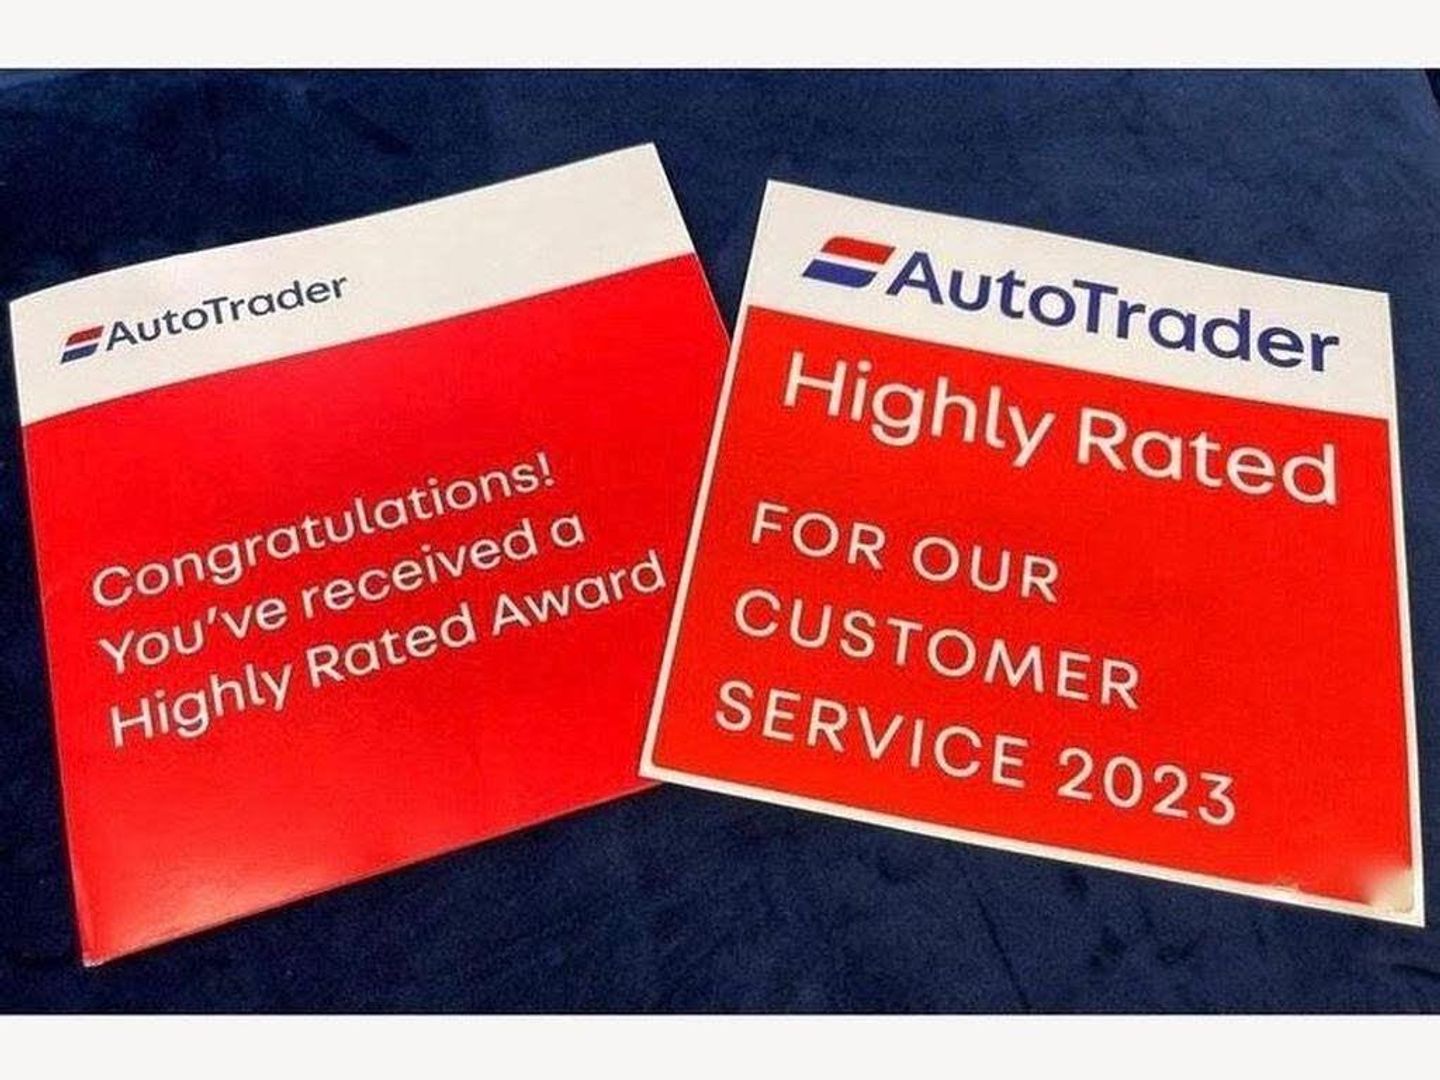 AutoTrader
Congratulations!
You've received a
Highly Rated Award
AutoTrader
Highly Rated
FOR OUR
CUSTOMER
SERVICE 2023